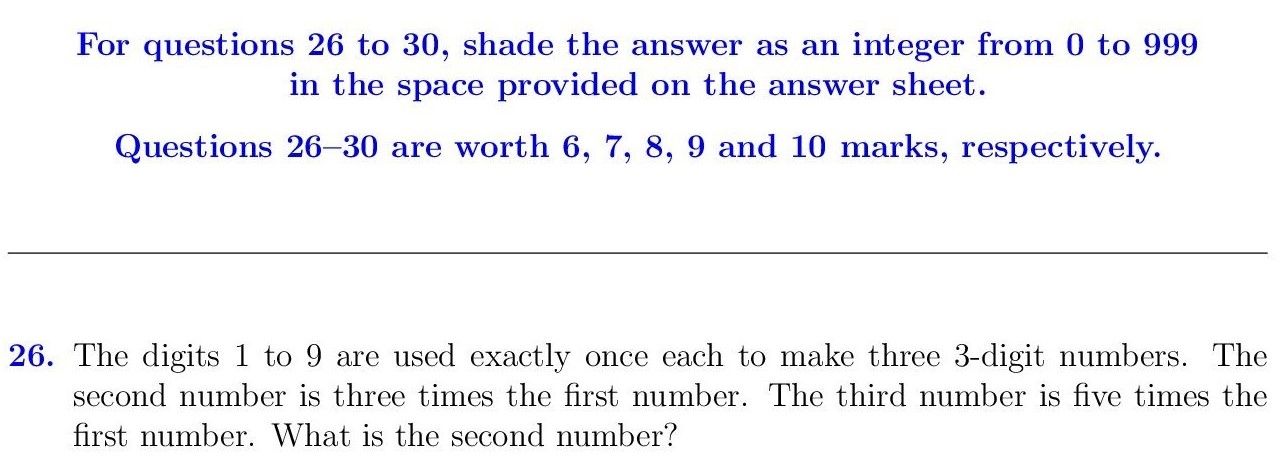 For questions 26 to 30, shade the answer as an integer from 0 to 999
in the space provided on the answer sheet.
Questions 26–30 are worth 6, 7, 8, 9 and 10 marks, respectively.
26. The digits 1 to 9 are used exactly once each to make three 3-digit numbers. The
second number is three times the first number. The third number is five times the
first number. What is the second number?